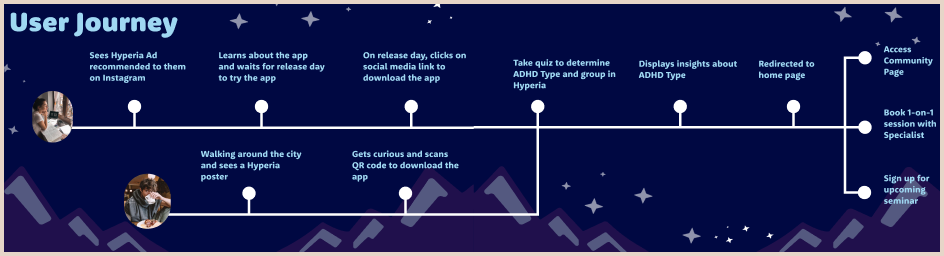 User Journey
Sees Hyperia Ad
recommended to them
on Instagram
Learns about the app
and waits for release day
to try the app
On release day, clicks on
social media link to
download the app
Take quiz to determine
ADHD Type and group in
Hyperia
Displays insights about
ADHD Type
Redirected to
home page
Access
Community
Page
Book 1-on-1
session with
Specialist
Sign up for
upcoming
seminar
Walking around the city
and sees a Hyperia
poster
Gets curious and scans
QR code to download the
app